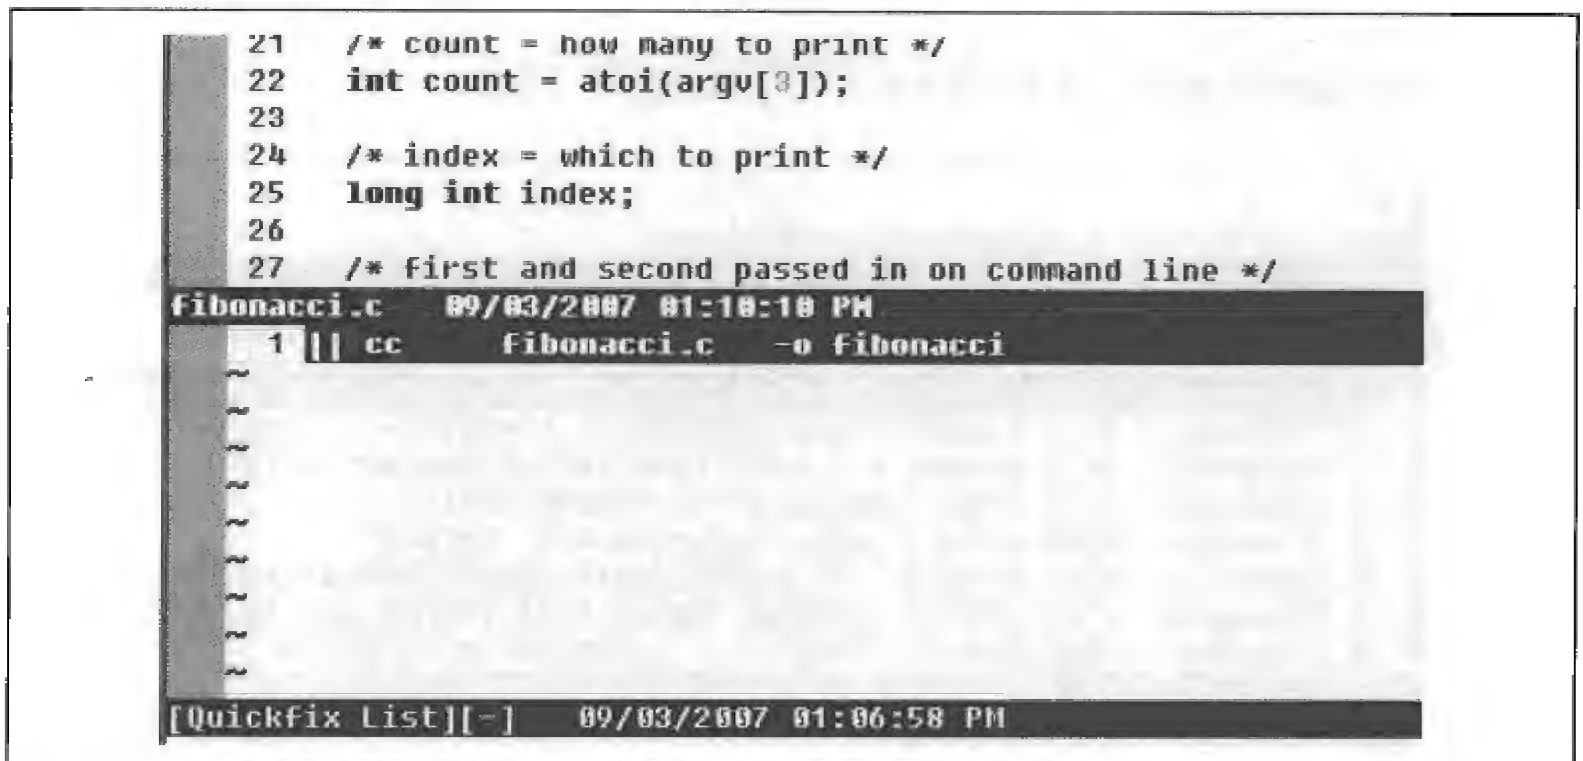 21 /* count = how many to print */
22 int count = atoi(argv[3]);
23
24 /* index = which to print */
25 long int index;
26
27 /* first and second passed in on command line */
fibonacci.c 09/03/2007 01:10:10 PM
1 || cc fibonacci.c -o fibonacci
~
~
~
~
~
~
~
~
~
[Quickfix List][-] 09/03/2007 01:06:58 PM